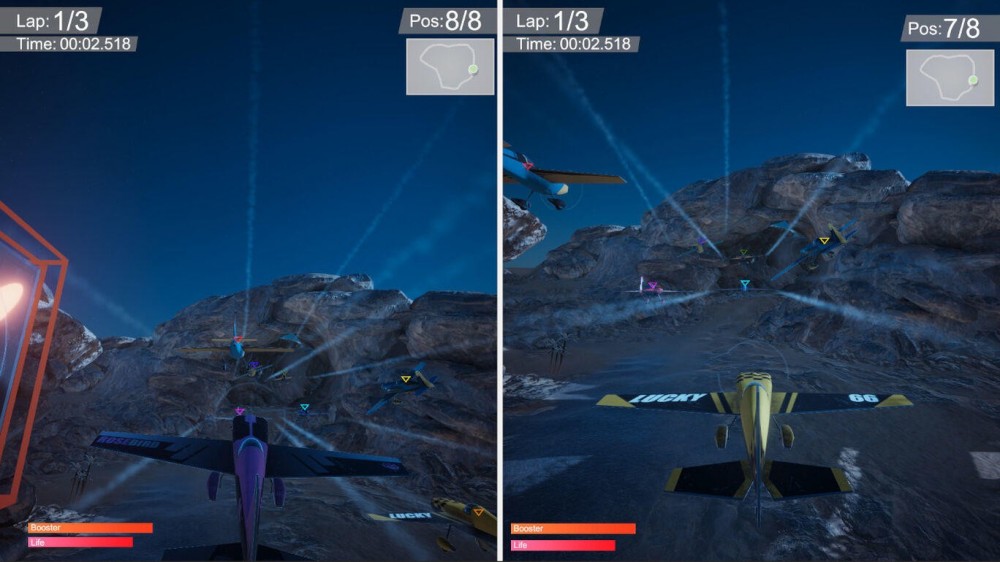 Lap: 1/3
Time: 00:02.518
Pos: 8/8
LUCKY
Booster
Life
Lap: 1/3
Time: 00:02.518
Pos: 7/8
LUCKY
66
Booster
Life